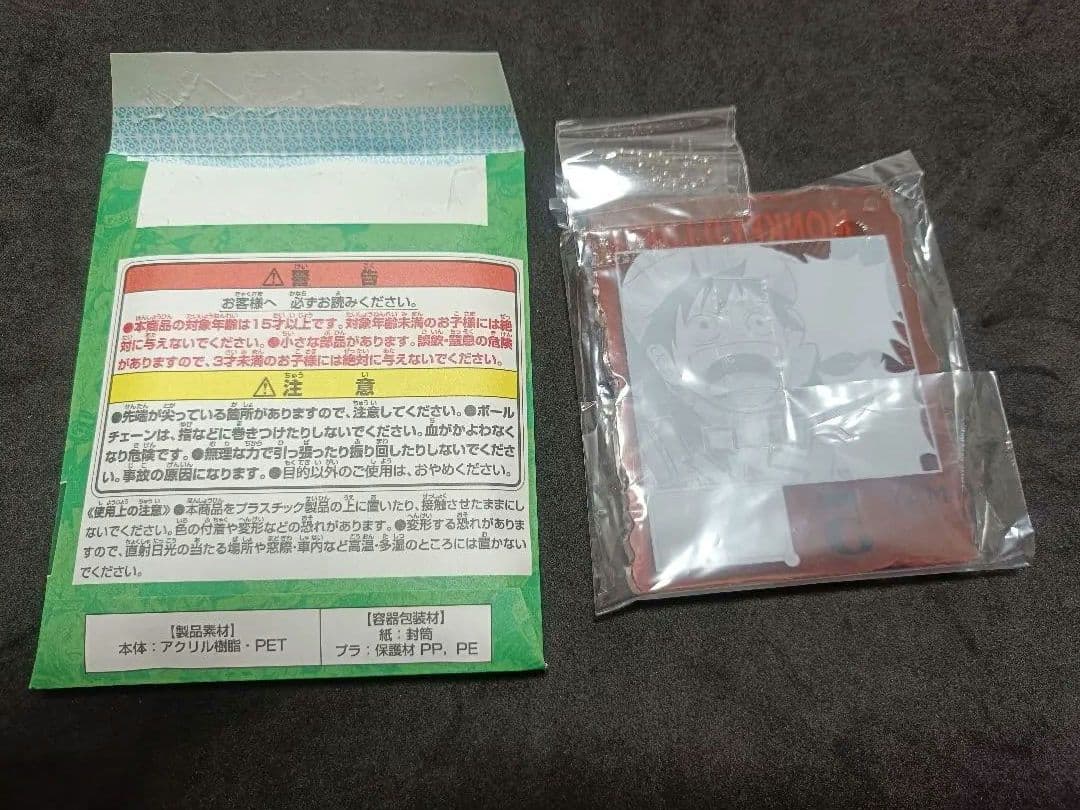 ⚠警告
お客様へ 必ずお読みください。
●本商品の対象年齢は15才以上です。対象年齢未満のお子様には絶
対に与えないでください。●小さな部品があります。誤飲・窒息の危険
がありますので、3才未満のお子様には絶対に与えないでください。
⚠注意
●先端が尖っている箇所がありますので、注意してください。●ボール
チェーンは、指などに巻きつけたりしないでください。血がかよわなく
なり危険です。●無理な力で引っ張ったり振り回したりしないでくださ
い。事故の原因になります。●目的以外のご使用は、おやめください。
《使用上の注意》●本商品をプラスチック製品の上に置いたり、接触させたままにし
ないでください。色の付着や変形などの恐れがあります。●変形する恐れがありま
すので、直射日光の当たる場所や窓際・車内など高温・多湿のところには置かない
でください。
【製品素材】
本体：アクリル樹脂・PET
【容器包装材】
紙：封筒
プラ：保護材 PP, PE